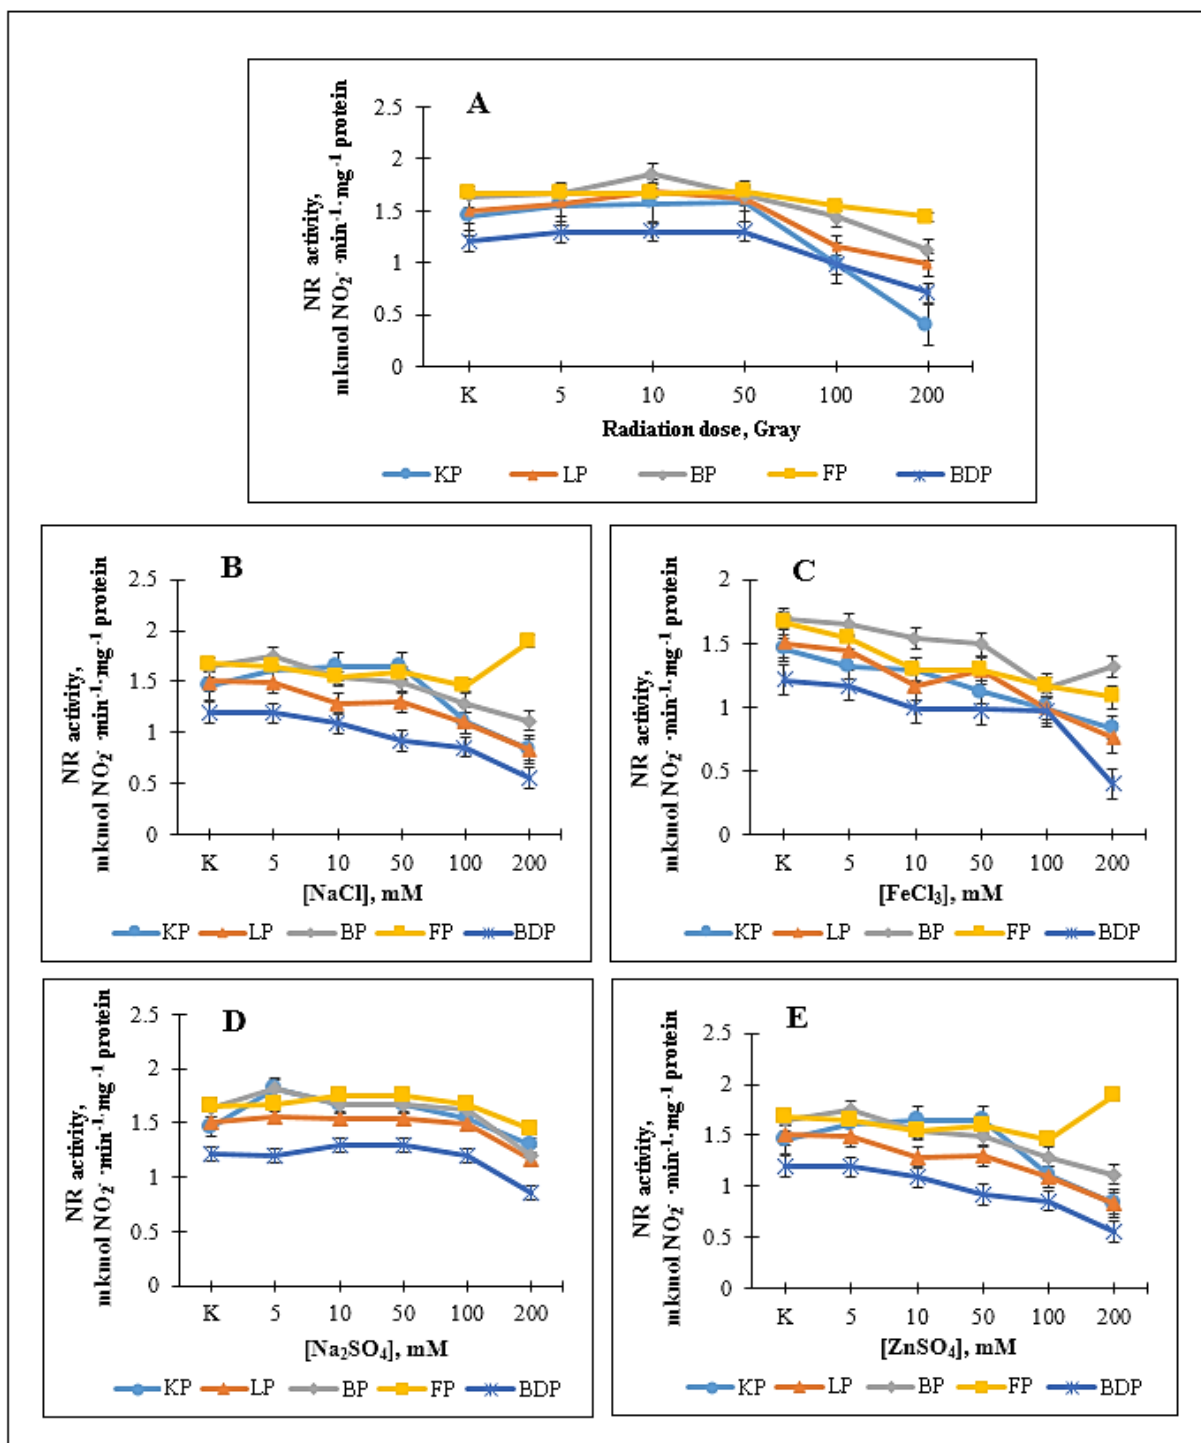 A
NR activity,
mkmol NO₂⁻ ·min⁻¹·mg⁻¹ protein
2.5
2
1.5
1
0.5
0
K 5 10 50 100 200
Radiation dose, Gray
KP LP BP FP BDP
B
NR activity,
mkmol NO₂⁻ ·min⁻¹·mg⁻¹ protein
2.5
2
1.5
1
0.5
0
K 5 10 50 100 200
[NaCl], mM
KP LP BP FP BDP
C
NR activity,
mkmol NO₂⁻ ·min⁻¹·mg⁻¹ protein
2
1.5
1
0.5
0
K 5 10 50 100 200
[FeCl₃], mM
KP LP BP FP BDP
D
NR activity,
mkmol NO₂⁻ ·min⁻¹·mg⁻¹ protein
2.5
2
1.5
1
0.5
0
K 5 10 50 100 200
[Na₂SO₄], mM
KP LP BP FP BDP
E
NR activity,
mkmol NO₂⁻ ·min⁻¹·mg⁻¹ protein
2.5
2
1.5
1
0.5
0
K 5 10 50 100 200
[ZnSO₄], mM
KP LP BP FP BDP